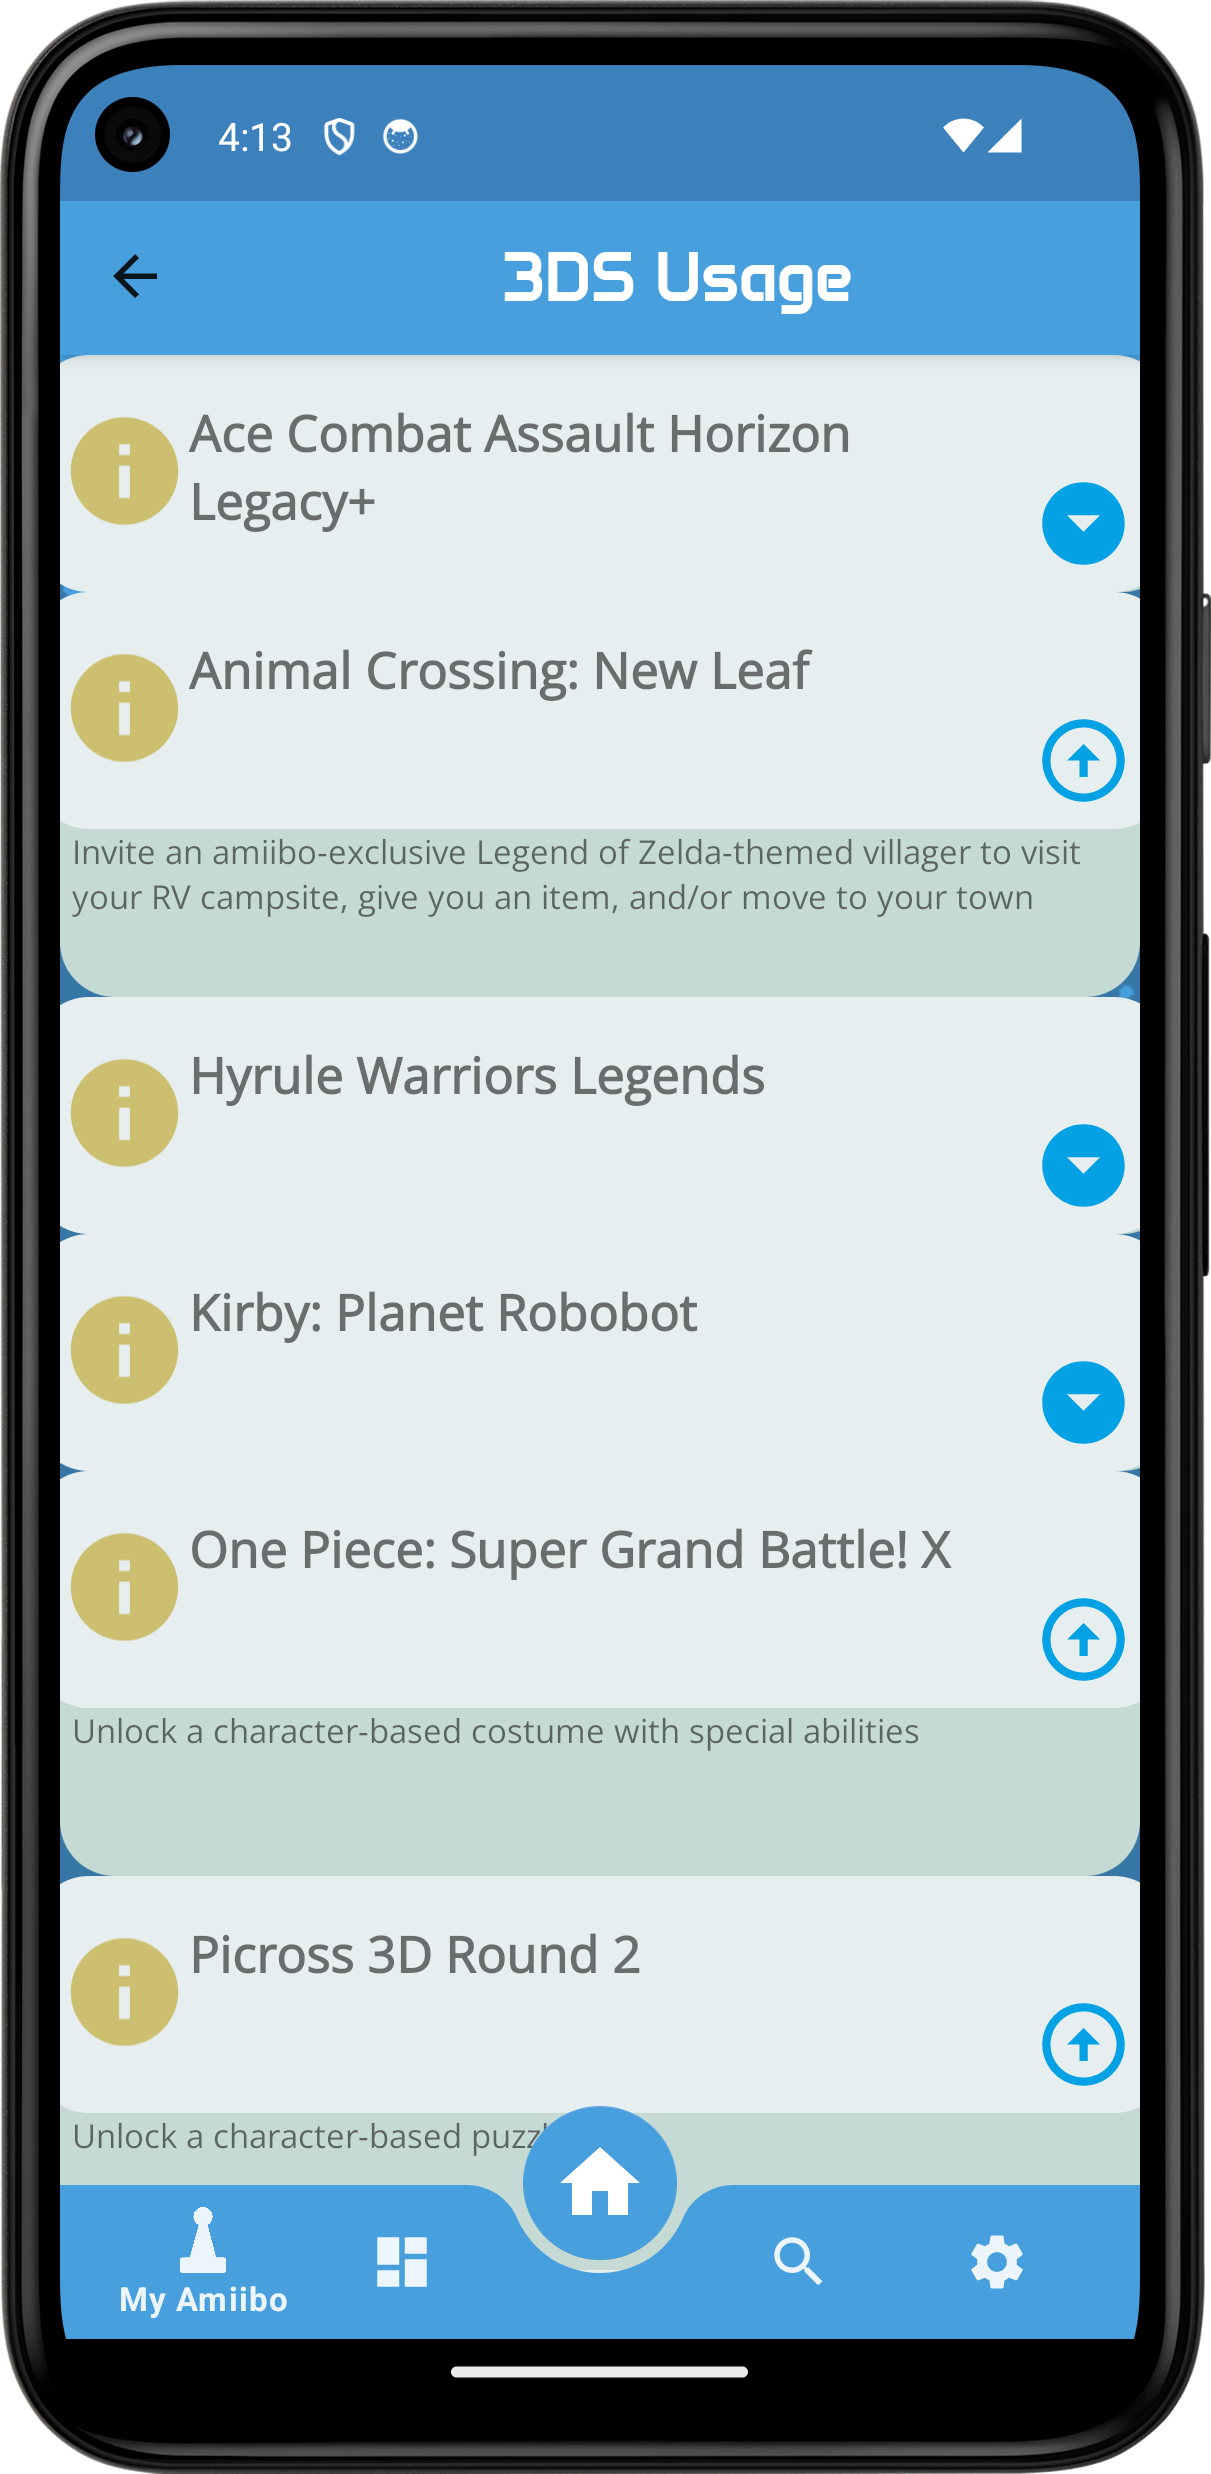 4:13
3DS Usage
Ace Combat Assault Horizon
Legacy+
Animal Crossing: New Leaf
Invite an amiibo-exclusive Legend of Zelda-themed villager to visit
your RV campsite, give you an item, and/or move to your town
Hyrule Warriors Legends
Kirby: Planet Robobot
One Piece: Super Grand Battle! X
Unlock a character-based costume with special abilities
Picross 3D Round 2
Unlock a character-based
My Amiibo